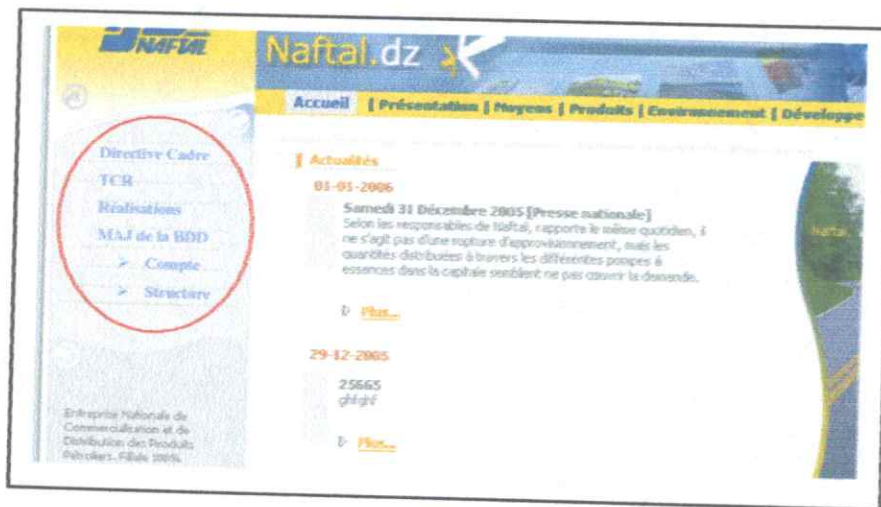 NAFTAL
Naftal.dz
Accueil | Présentation | Moyens | Produits | Environnement | Développe
Directive Cadre
TCR
Réalisations
MAJ de la BDD
➤ Compte
➤ Structure
Actualités
01-01-2006
Samedi 31 Décembre 2005 [Presse nationale]
Selon les responsables de Naftal, rapporte le même quotidien, il
ne s'agit pas d'une rupture d'approvisionnement, mais les
quantités distribuées à travers les différentes pompes à
essences dans la capitale semblent ne pas couvrir la demande.
Plus...
29-12-2005
25665
ghfghf
Plus...
Entreprise Nationale de
Commercialisation et de
Distribution des Produits
Pétroliers. Filiale 100%
Naftal